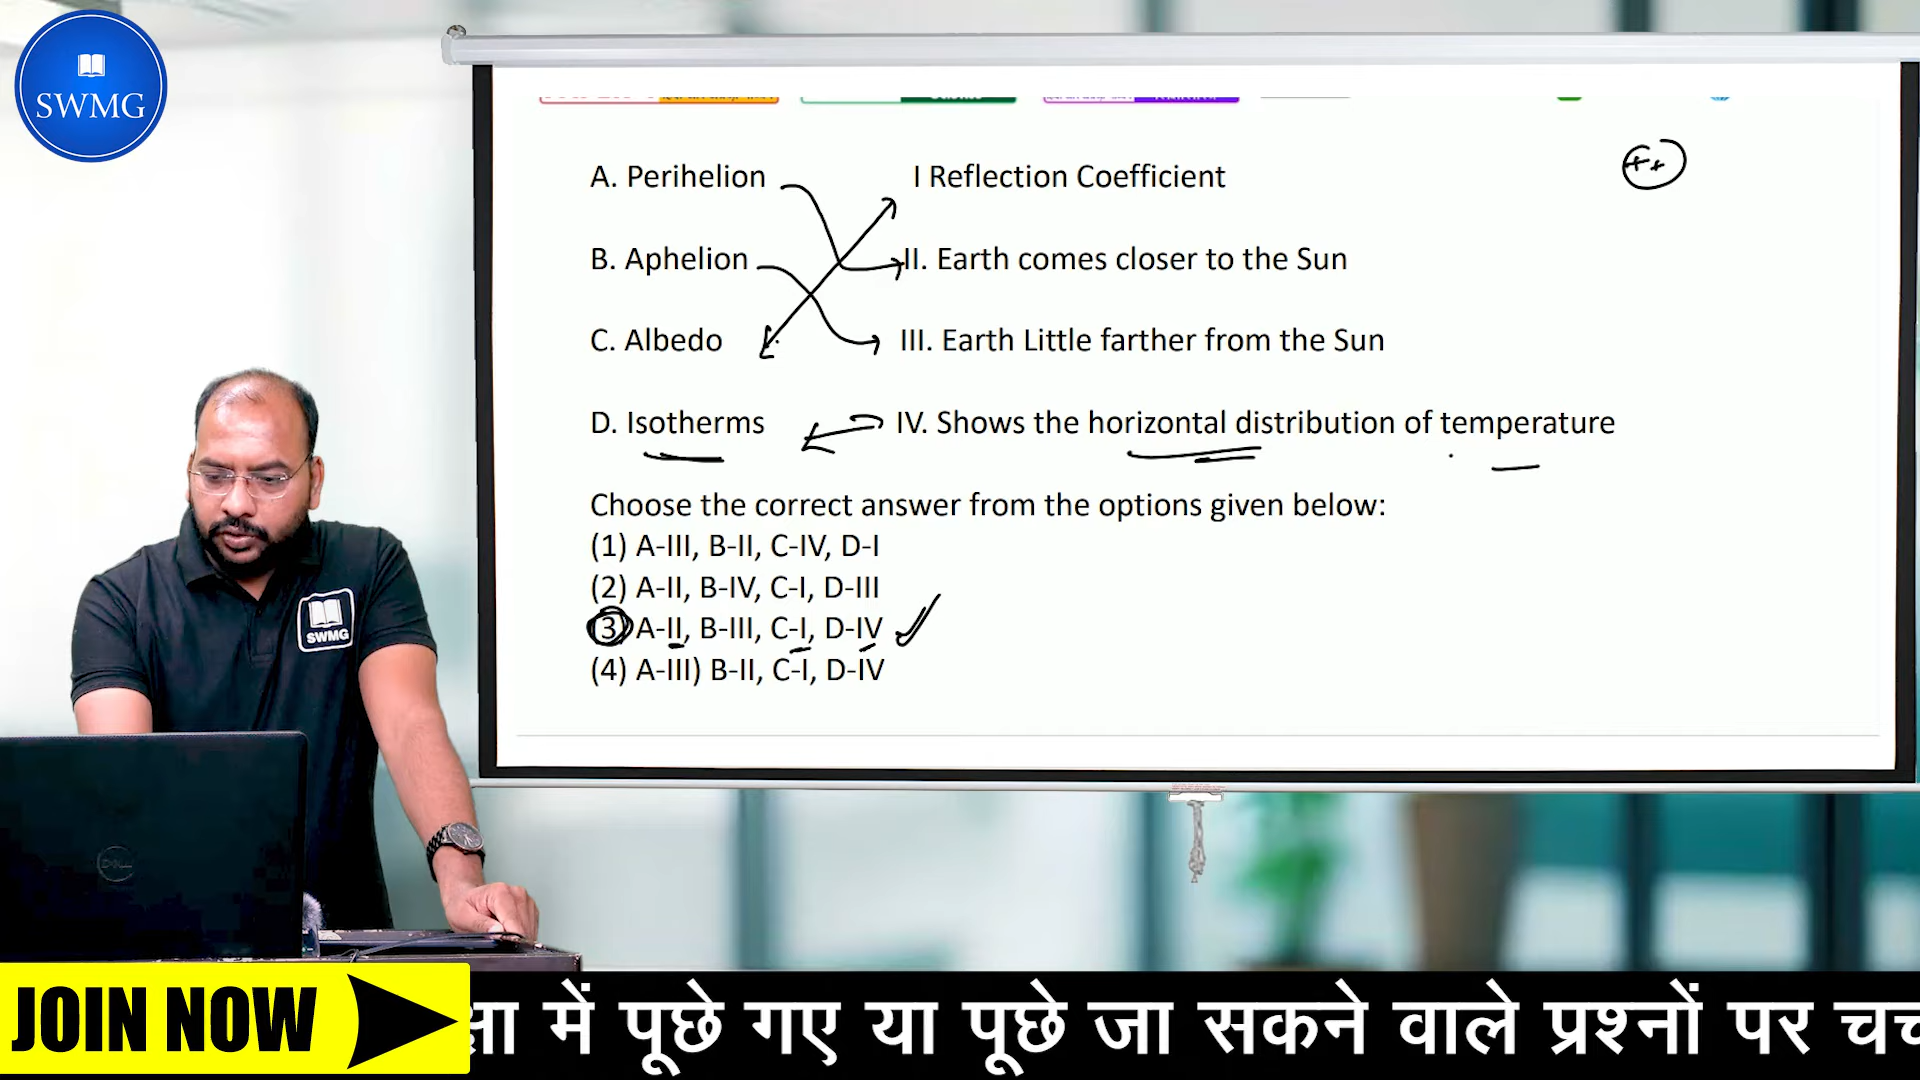 SWMG
A. Perihelion I Reflection Coefficient
B. Aphelion II. Earth comes closer to the Sun
C. Albedo III. Earth Little farther from the Sun
D. Isotherms IV. Shows the horizontal distribution of temperature
Choose the correct answer from the options given below:
(1) A-III, B-II, C-IV, D-I
(2) A-II, B-IV, C-I, D-III
(3) A-II, B-III, C-I, D-IV
(4) A-III) B-II, C-I, D-IV
SWMG
DELL
JOIN NOW
में पूछे गए या पूछे जा सकने वाले प्रश्नों पर